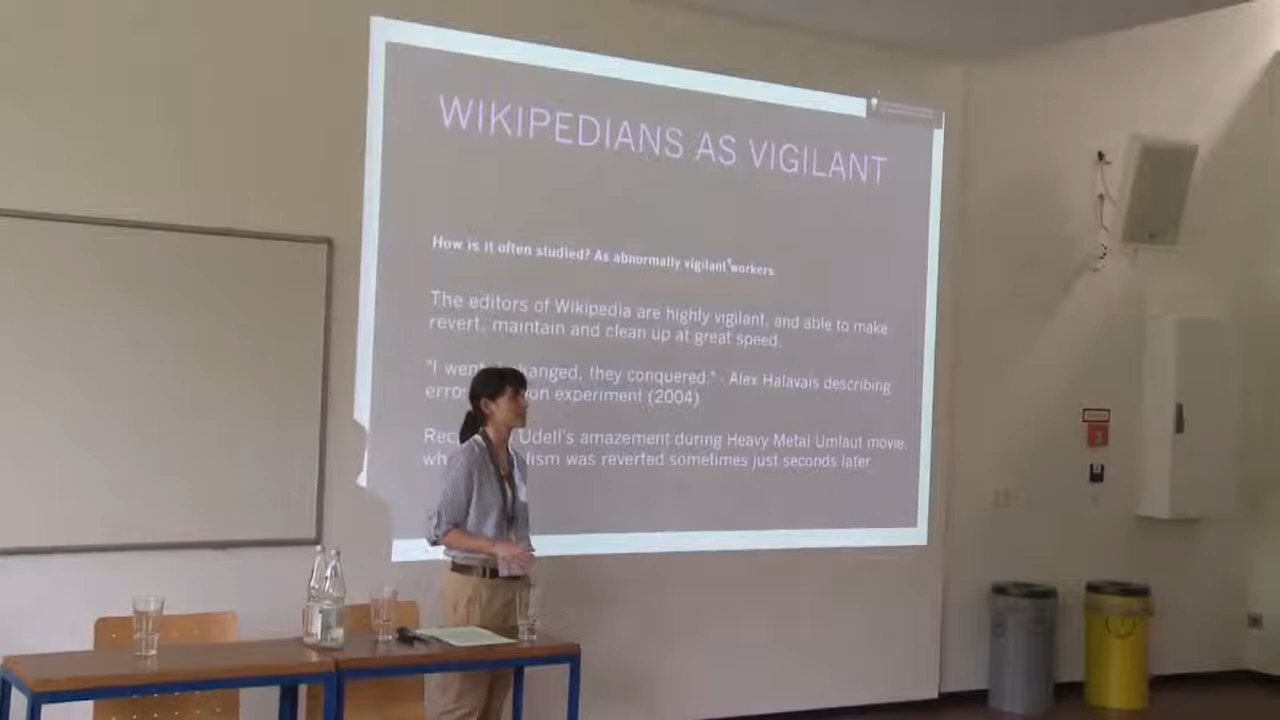 WIKIPEDIANS AS VIGILANT
How is it often studied? As abnormally vigilant workers
The editors of Wikipedia are highly vigilant, and able to make
revert, maintain and clean up at great speed.
"I went, I changed, they conquered." - Alex Halavais describing
experiment (2004)
Udell's amazement during Heavy Metal Umlaut movie,
was reverted sometimes just seconds later